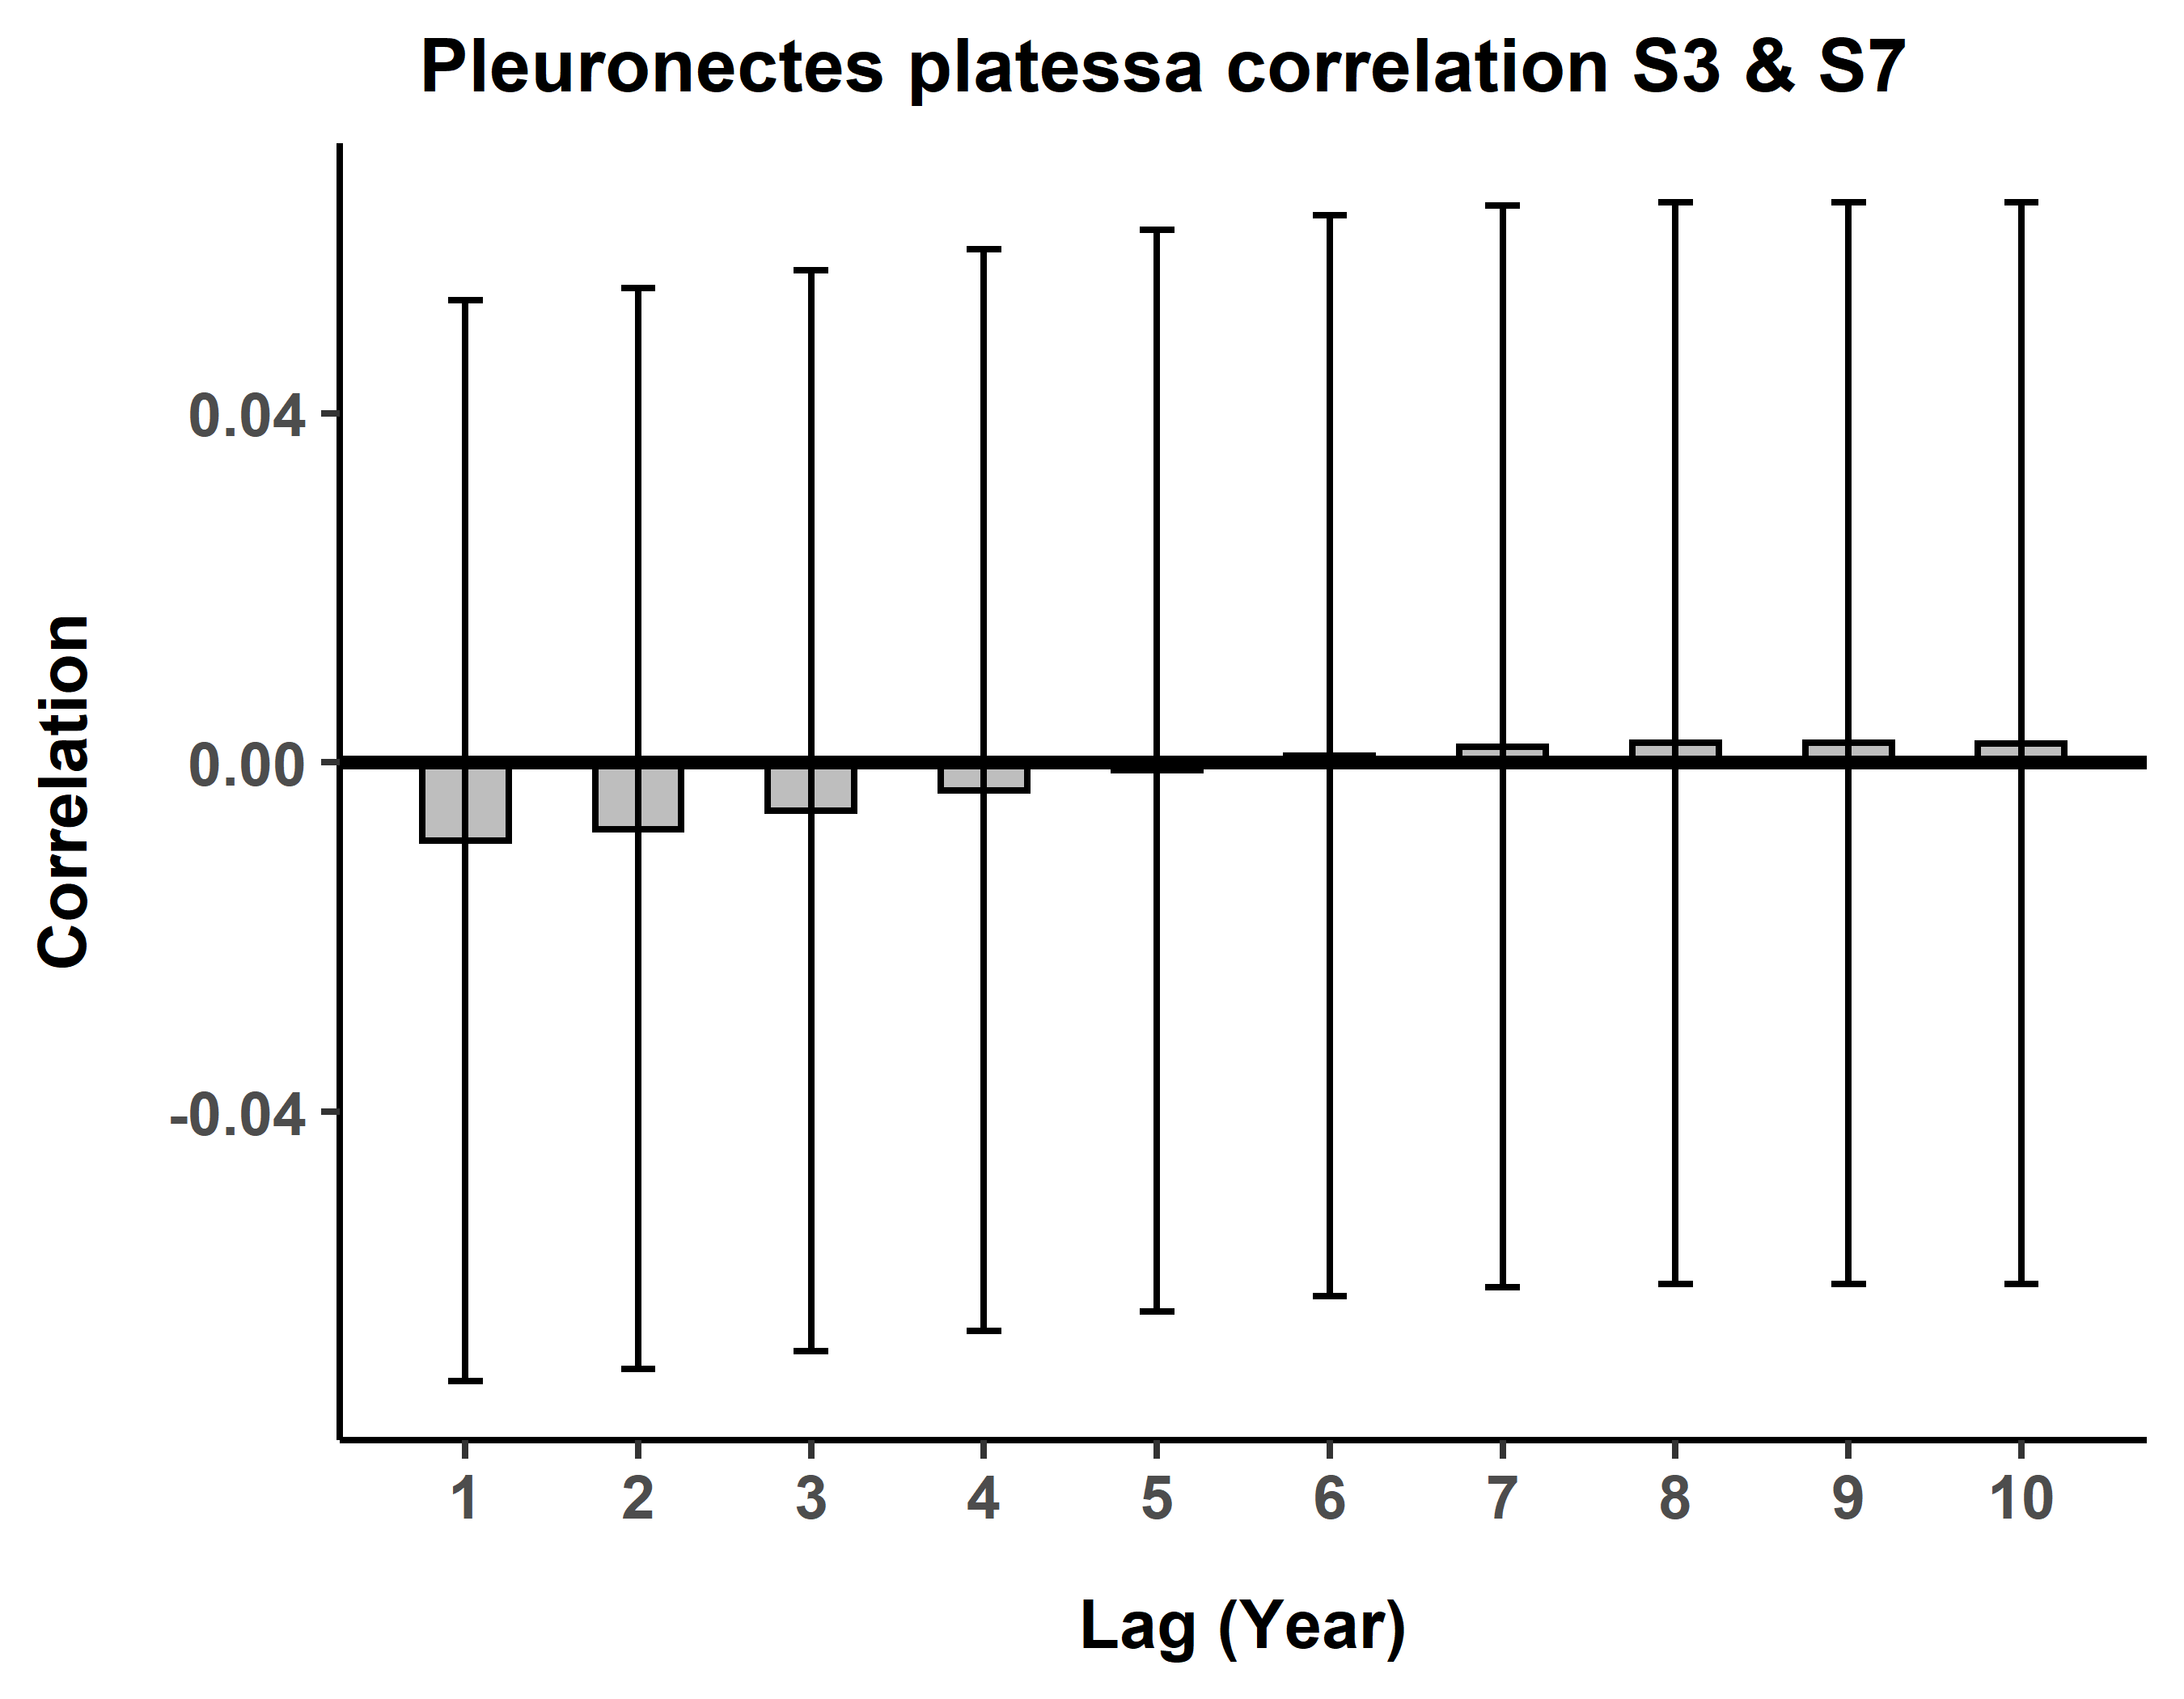 Pleuronectes platessa correlation S3 & S7
Correlation
0.04
0.00
-0.04
1 2 3 4 5 6 7 8 9 10
Lag (Year)